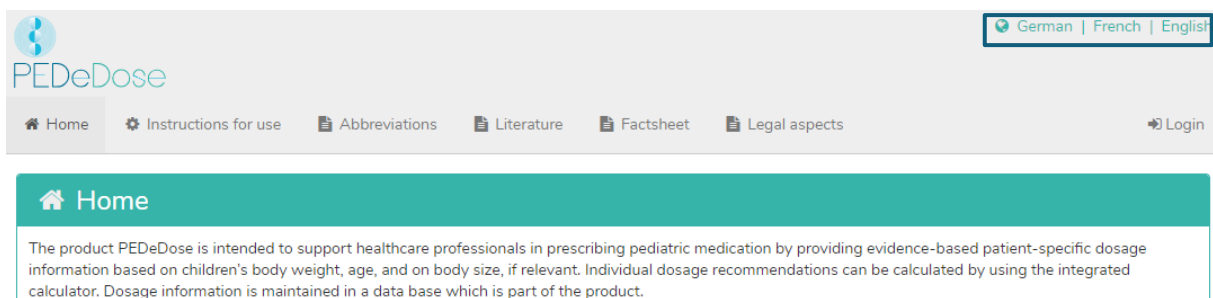 German | French | English
PEDeDose
Home Instructions for use Abbreviations Literature Factsheet Legal aspects Login
Home
The product PEDeDose is intended to support healthcare professionals in prescribing pediatric medication by providing evidence-based patient-specific dosage
information based on children's body weight, age, and on body size, if relevant. Individual dosage recommendations can be calculated by using the integrated
calculator. Dosage information is maintained in a data base which is part of the product.